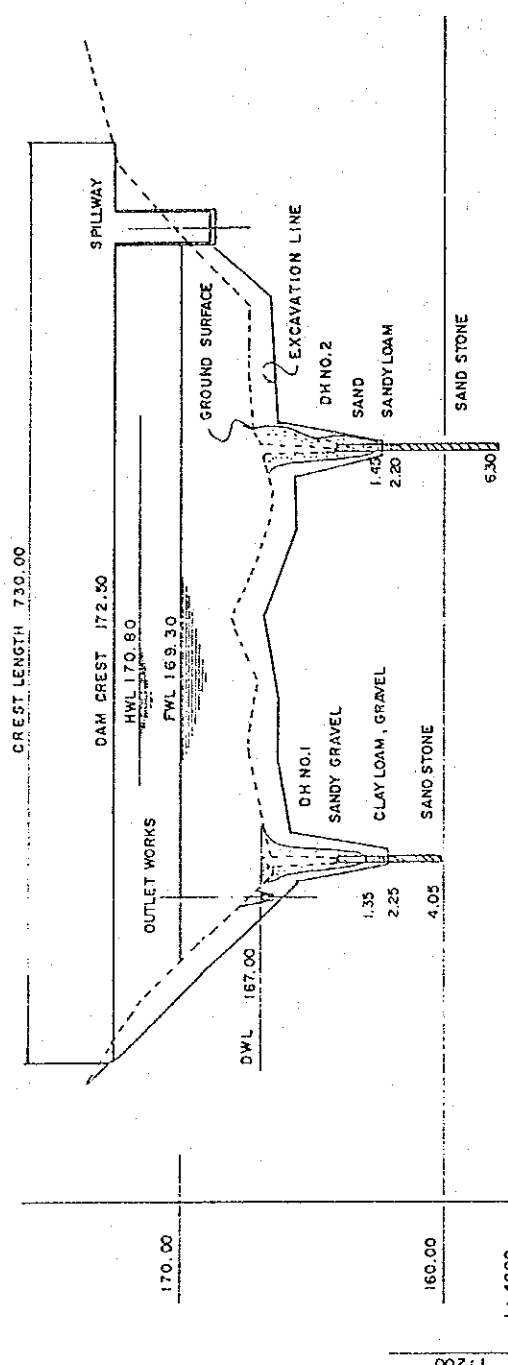 CREST LENGTH 730.00
SPILLWAY
DAM CREST 172.50
HWL 170.80
FWL 169.30
GROUND SURFACE
EXCAVATION LINE
OUTLET WORKS
DWL 167.00
DH NO.1
SANDY GRAVEL
CLAY LOAM, GRAVEL
SAND STONE
1.35
2.25
4.05
DH NO.2
SAND
SANDY LOAM
SAND STONE
1.45
2.20
6.30
170.00
160.00
1:200